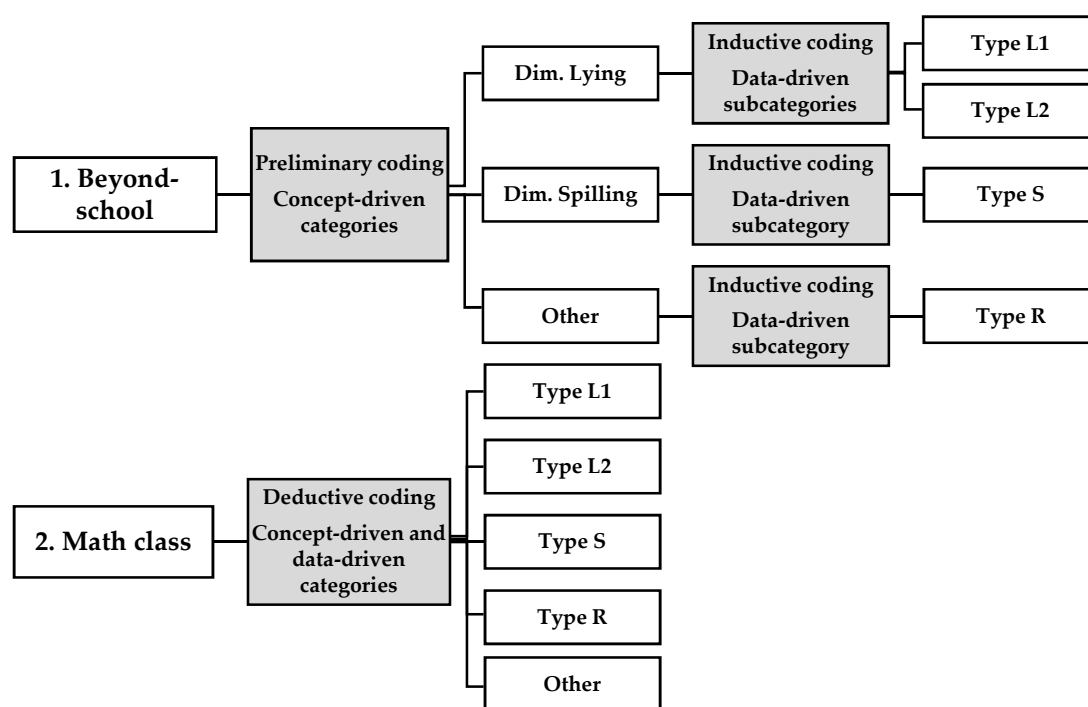 1. Beyond-
school
Preliminary coding
Concept-driven
categories
Dim. Lying
Inductive coding
Data-driven
subcategories
Type L1
Type L2
Dim. Spilling
Inductive coding
Data-driven
subcategory
Type S
Other
Inductive coding
Data-driven
subcategory
Type R
2. Math class
Deductive coding
Concept-driven and
data-driven
categories
Type L1
Type L2
Type S
Type R
Other